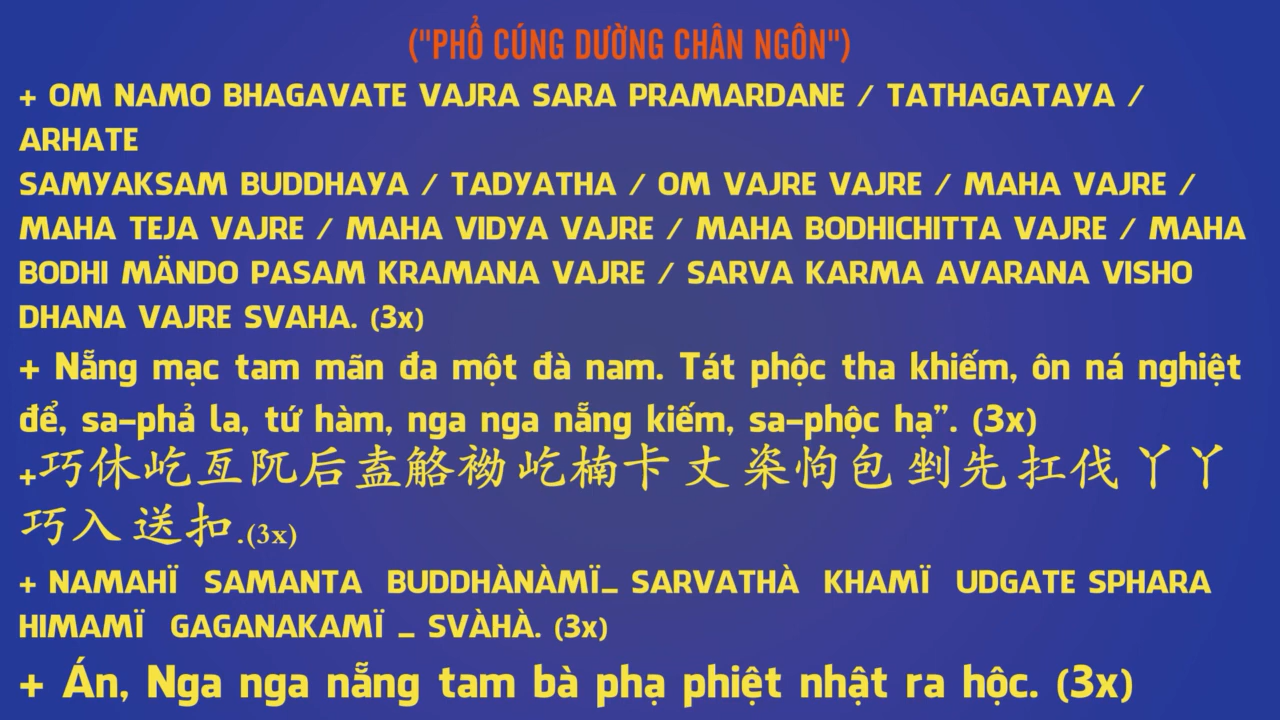 ("PHỔ CÚNG DƯỜNG CHÂN NGÔN")
+ OM NAMO BHAGAVATE VAJRA SARA PRAMARDANE / TATHAGATAYA /
ARHATE
SAMYAKSAM BUDDHAYA / TADYATHA / OM VAJRE VAJRE / MAHA VAJRE /
MAHA TEJA VAJRE / MAHA VIDYA VAJRE / MAHA BODHICHITTA VAJRE / MAHA
BODHI MÄNDO PASAM KRAMANA VAJRE / SARVA KARMA AVARANA VISHO
DHANA VAJRE SVAHA. (3x)
+ Nẵng mạc tam mãn đa một đà nam. Tát phộc tha khiếm, ôn ná nghiệt
để, sa-phả la, tứ hàm, nga nga nẵng kiếm, sa-phộc hạ”. (3x)
+巧休屹亙阢后盍觡袎屹楠卡丈楶怐包剉先扛伐丫丫
巧入送扣.(3x)
+ NAMAHÏ SAMANTA BUDDHÀNÀMÏ_ SARVATHÀ KHAMÏ UDGATE SPHARA
HIMAMÏ GAGANAKAMÏ _ SVÀHÀ. (3x)
+ Án, Nga nga nẵng tam bà phạ phiệt nhật ra hộc. (3x)